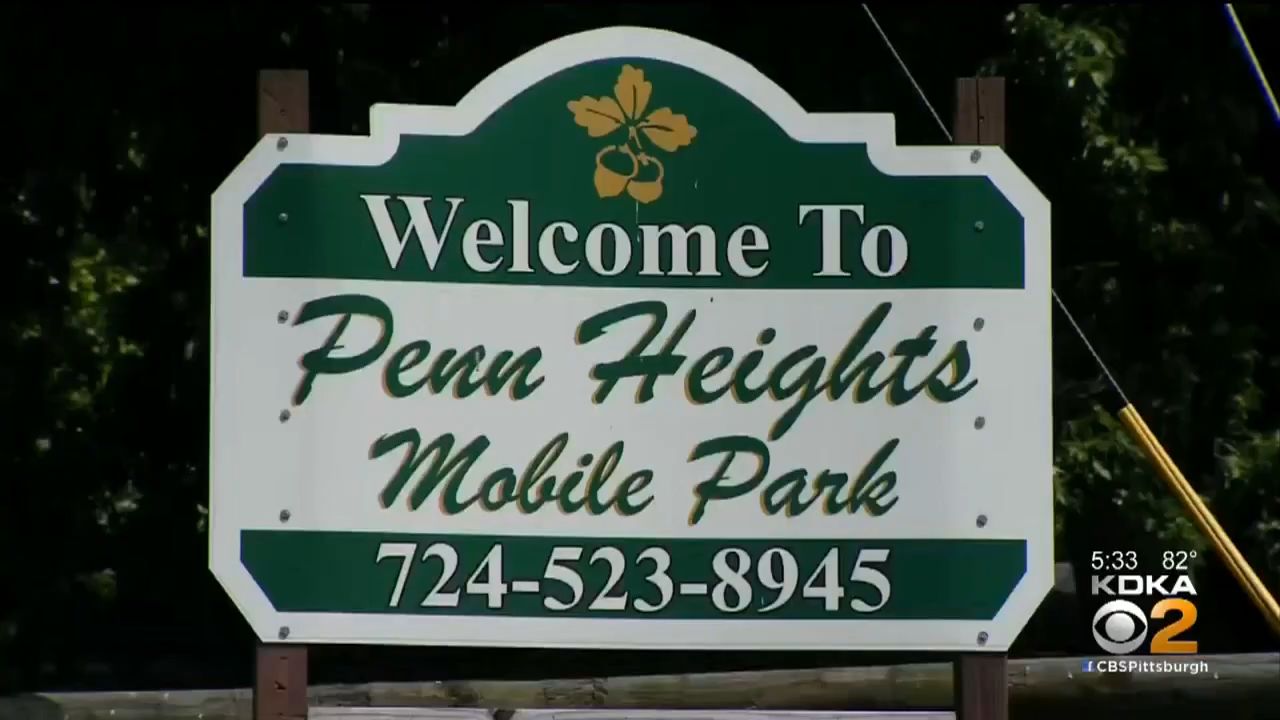 Welcome To
Penn Heights
Mobile Park
724-523-8945
5:33 82°
KDKA
2
f CBSPittsburgh